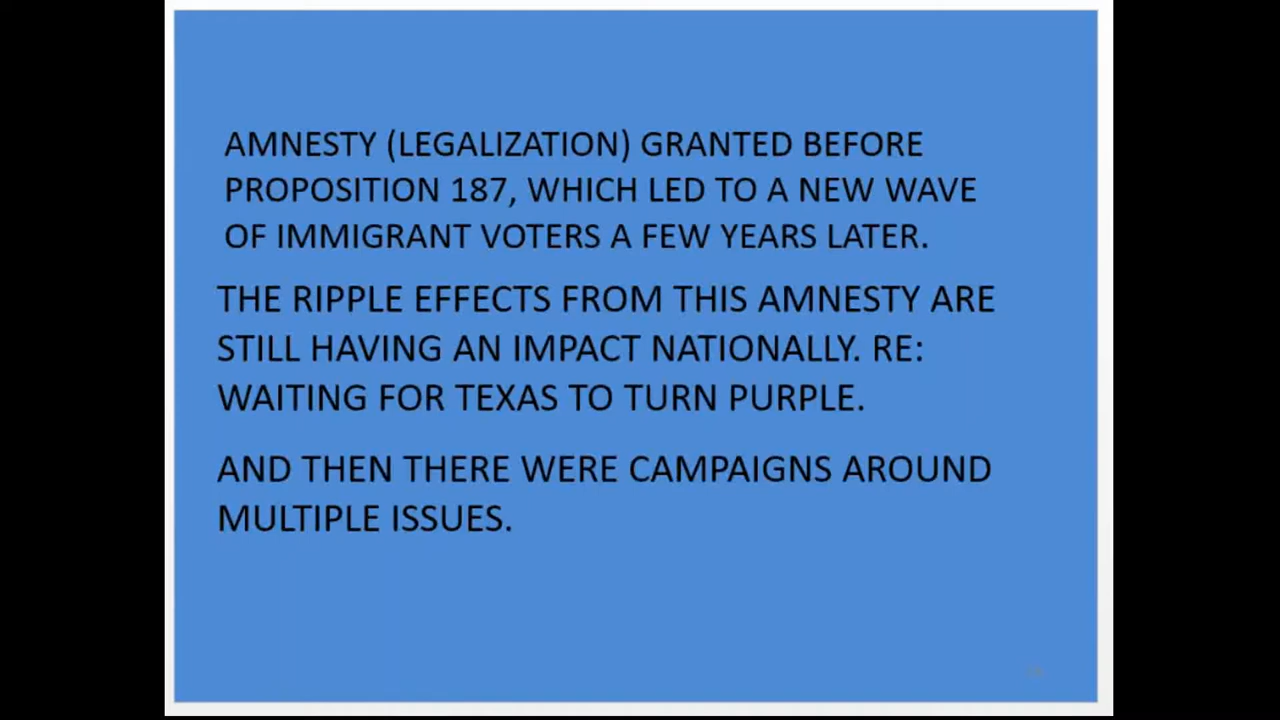 AMNESTY (LEGALIZATION) GRANTED BEFORE
PROPOSITION 187, WHICH LED TO A NEW WAVE
OF IMMIGRANT VOTERS A FEW YEARS LATER.
THE RIPPLE EFFECTS FROM THIS AMNESTY ARE
STILL HAVING AN IMPACT NATIONALLY. RE:
WAITING FOR TEXAS TO TURN PURPLE.
AND THEN THERE WERE CAMPAIGNS AROUND
MULTIPLE ISSUES.